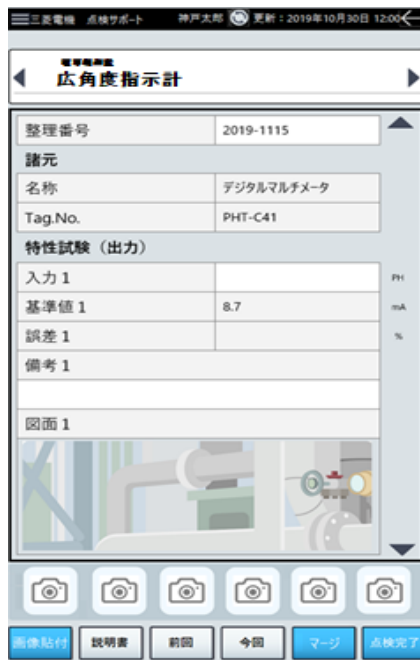 三菱電機 点検サポート 神戸太郎 更新：2019年10月30日 12:00
広角度指示計
整理番号 2019-1115
諸元
名称 デジタルマルチメータ
Tag.No. PHT-C41
特性試験（出力）
入力1 PH
基準値1 8.7 mA
誤差1 %
備考1
図面1
画像貼付 説明書 前回 今回 マージ 点検完了